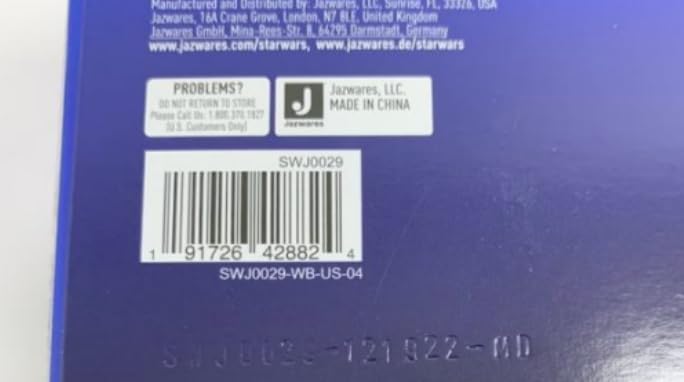 Manufactured and Distributed by: Jazwares, LLC, Sunrise, FL, 33326, USA
Jazwares, 16A Crane Grove, London, N7 8LE, United Kingdom
Jazwares GmbH, Mina-Rees-Str. 8, 64295 Darmstadt, Germany
www.jazwares.com/starwars, www.jazwares.de/starwars
PROBLEMS?
DO NOT RETURN TO STORE
Please Call Us: 1.800.370.1927
(U.S. Customers Only)
J
Jazwares
Jazwares, LLC.
MADE IN CHINA
SWJ0029
1 91726 42882 4
SWJ0029-WB-US-04
SWJ0029-121922-MD